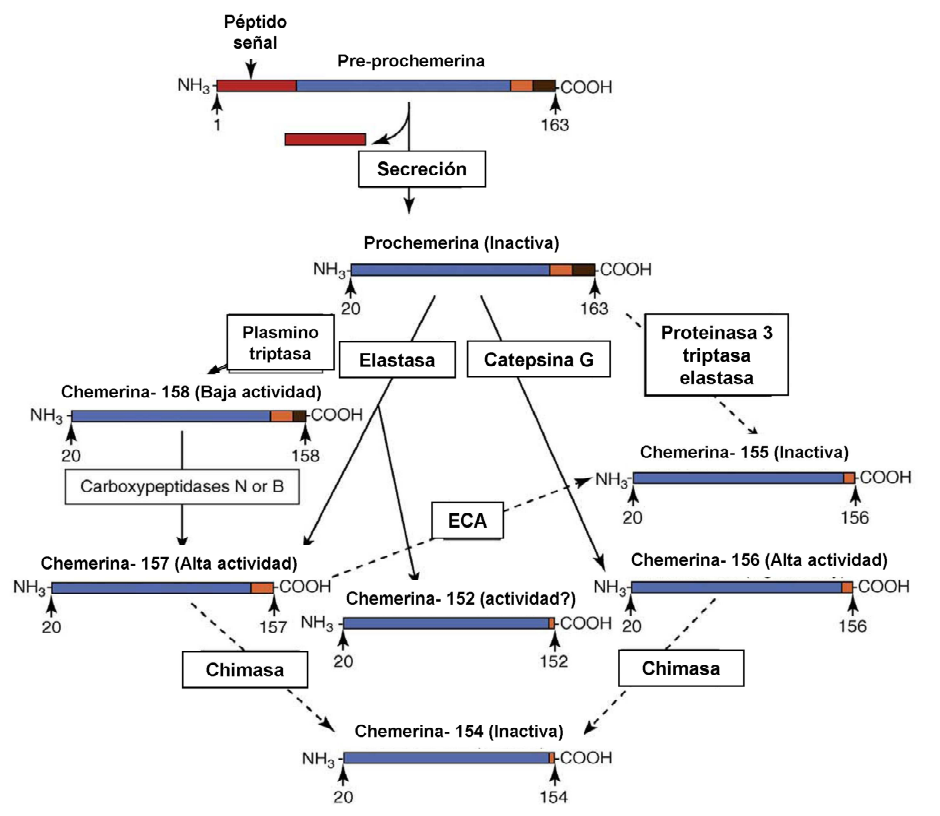 Péptido
señal
Pre-prochemerina
NH3
COOH
1
163
Secreción
Prochemerina (Inactiva)
NH3
COOH
20
163
Plasmino
triptasa
Elastasa
Catepsina G
Proteinasa 3
triptasa
elastasa
Chemerina- 158 (Baja actividad)
NH3
COOH
20
158
Carboxypeptidases N or B
Chemerina- 155 (Inactiva)
NH3
COOH
20
156
ECA
Chemerina- 157 (Alta actividad)
NH3
COOH
20
157
Chemerina- 152 (actividad?)
NH3
COOH
20
152
Chemerina- 156 (Alta actividad)
NH3
COOH
20
156
Chimasa
Chimasa
Chemerina- 154 (Inactiva)
NH3
COOH
20
154